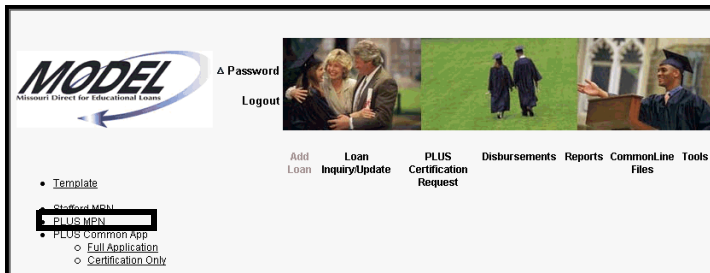 MODEL
Missouri Direct for Educational Loans
Δ Password
Logout
Add Loan
Loan Inquiry/Update
PLUS Certification Request
Disbursements
Reports
CommonLine Files
Tools
Template
Stafford MPN
PLUS MPN
PLUS Common App
Full Application
Certification Only